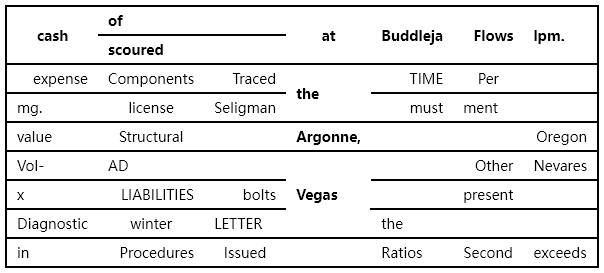 of
cash at Buddleja Flows lpm.
scoured
expense Components Traced TIME Per
the
mg. license Seligman must ment
value Structural Argonne, Oregon
Vol- AD Other Nevares
x LIABILITIES bolts Vegas present
Diagnostic winter LETTER the
in Procedures Issued Ratios Second exceeds